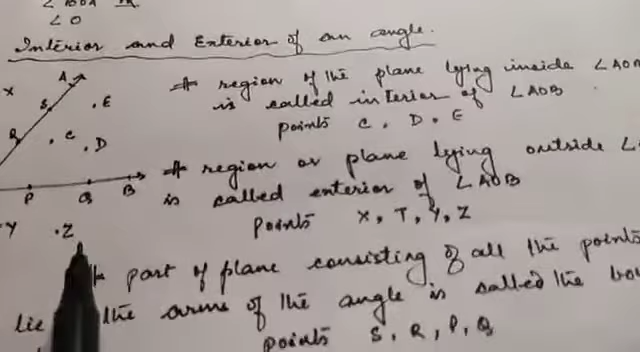 ∠O
Interior and Exterior of an angle.
X
A
S
. E
A region of the plane lying inside ∠AOB
is called interior of ∠AOB
R
. C
. D
points C, D, E
A region or plane lying outside ∠
P
Q
B
is called exterior of ∠AOB
Y
. Z
points X, T, Y, Z
part of plane consisting of all the points
lie the arms of the angle is called the
points S, R, P, Q